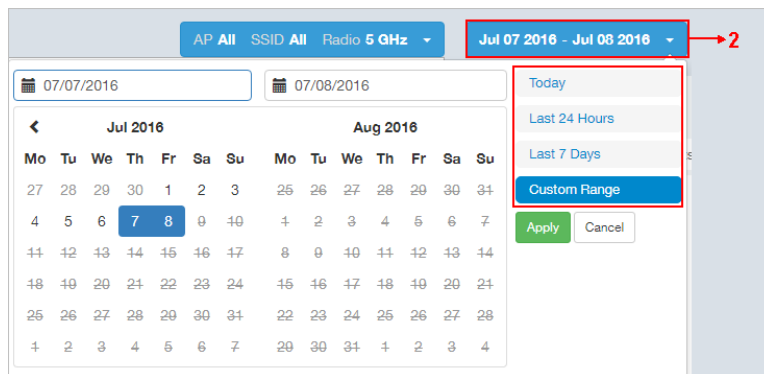 AP All SSID All Radio 5 GHz Jul 07 2016 - Jul 08 2016 2
07/07/2016 07/08/2016 Today
Jul 2016 Aug 2016 Last 24 Hours
Mo Tu We Th Fr Sa Su Mo Tu We Th Fr Sa Su Last 7 Days
27 28 29 30 1 2 3 25 26 27 28 29 30 31 Custom Range
4 5 6 7 8 9 10 1 2 3 4 5 6 7 Apply Cancel
11 12 13 14 15 16 17 8 9 10 11 12 13 14
18 19 20 21 22 23 24 15 16 17 18 19 20 21
25 26 27 28 29 30 31 22 23 24 25 26 27 28
1 2 3 4 5 6 7 29 30 31 1 2 3 4